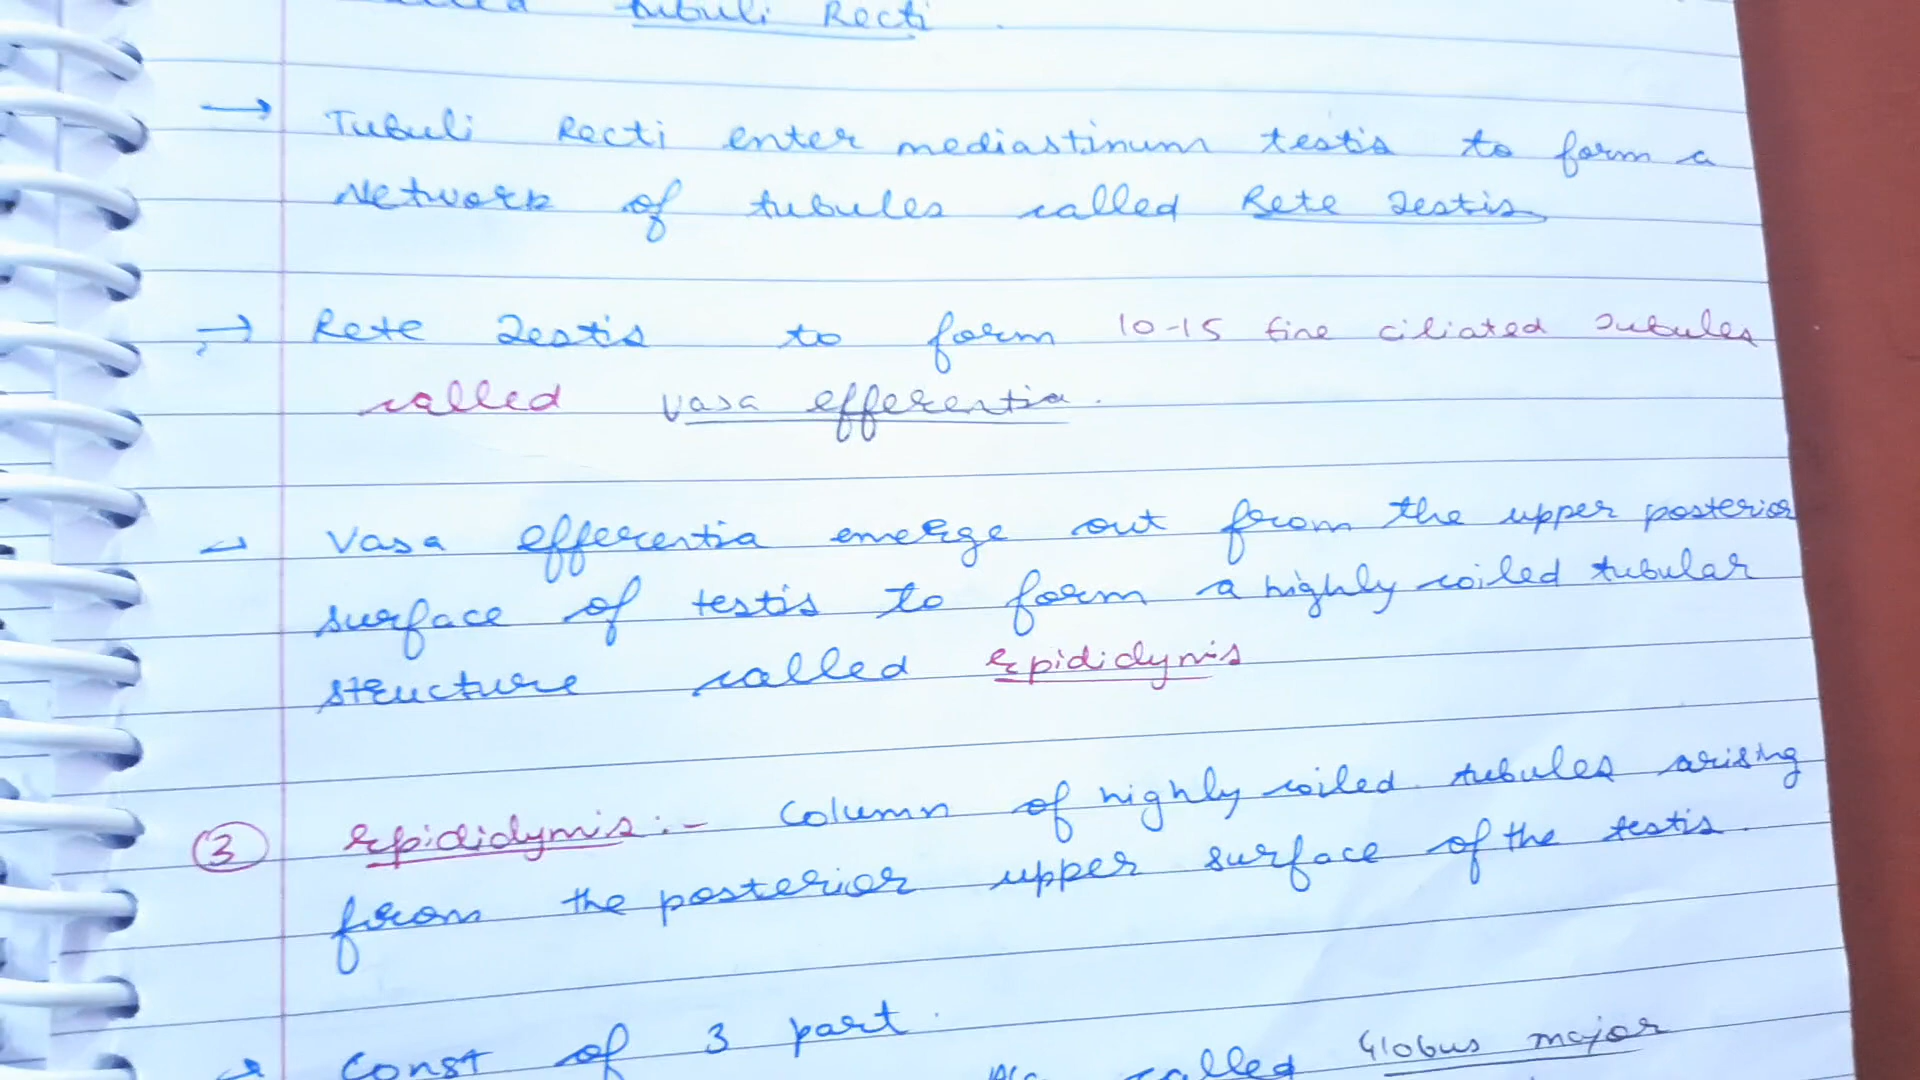 Tubuli Recti
→ Tubuli Recti enter mediastinum testis to form a
Network of tubules called Rete Testis
→ Rete Testis to form 10-15 fine ciliated Tubules
called Vasa efferentia.
→ Vasa efferentia emerge out from the upper posterior
surface of testis to form a highly coiled tubular
structure called Epididymis
③ Epididymis :- Column of highly coiled tubules arising
from the posterior upper surface of the testis.
→ Const of 3 part.
called Globus major